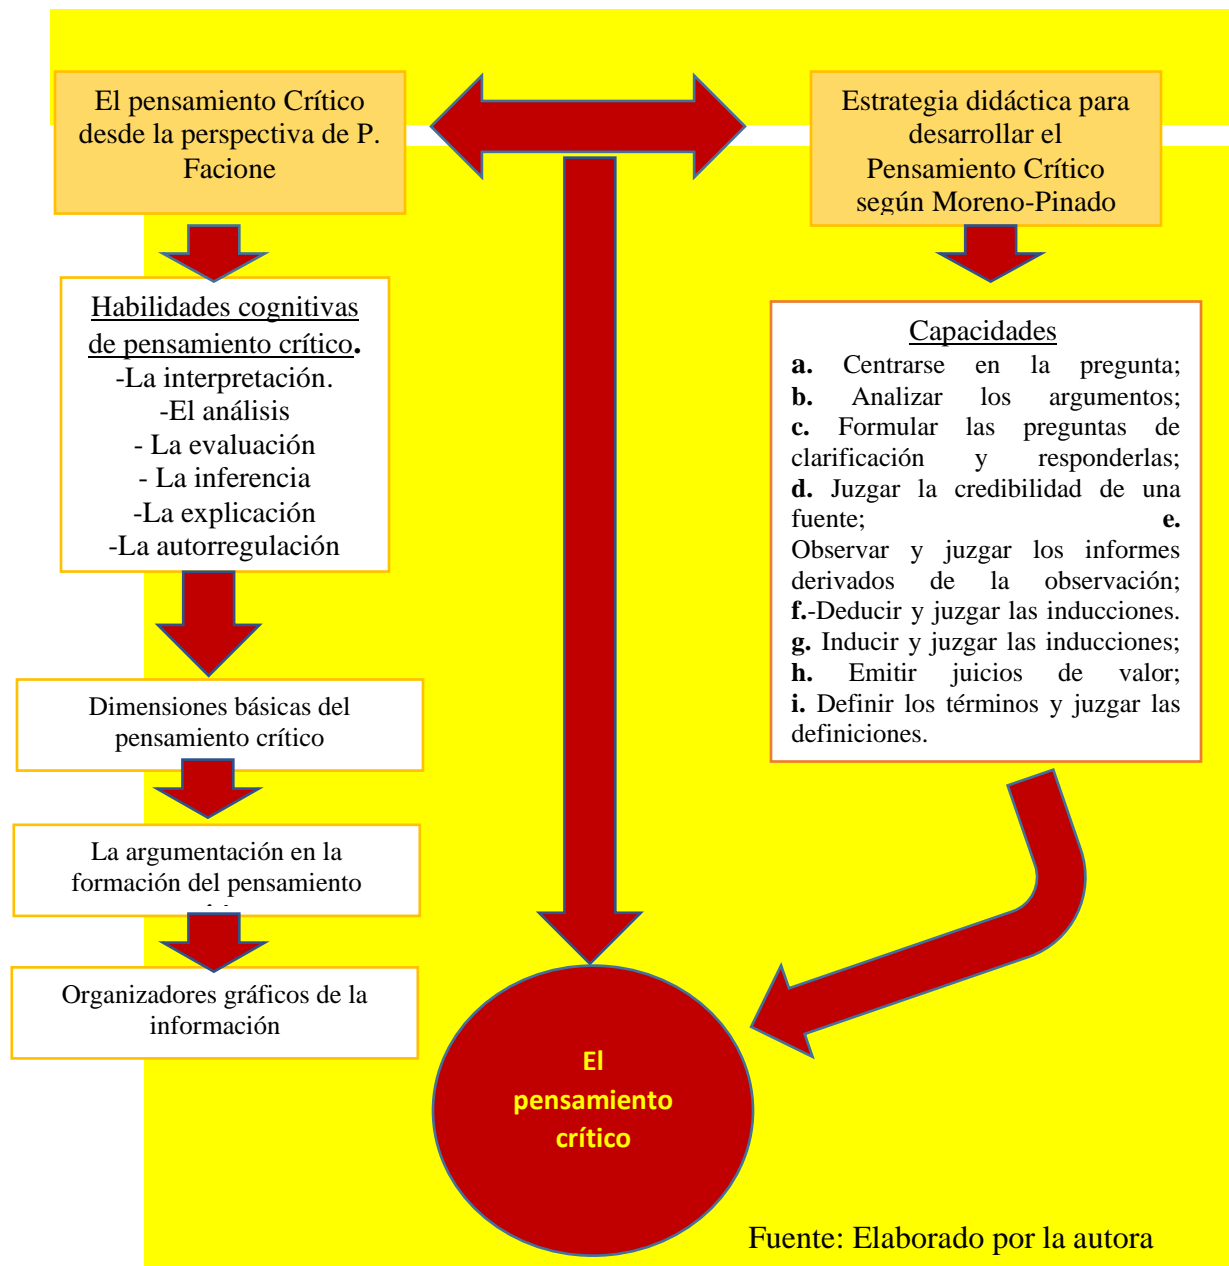 El pensamiento Crítico
desde la perspectiva de P.
Facione
Estrategia didáctica para
desarrollar el
Pensamiento Crítico
según Moreno-Pinado
Habilidades cognitivas
de pensamiento crítico.
-La interpretación.
-El análisis
- La evaluación
- La inferencia
-La explicación
-La autorregulación
Capacidades
a. Centrarse en la pregunta;
b. Analizar los argumentos;
c. Formular las preguntas de
clarificación y responderlas;
d. Juzgar la credibilidad de una
fuente; e.
Observar y juzgar los informes
derivados de la observación;
f.-Deducir y juzgar las inducciones.
g. Inducir y juzgar las inducciones;
h. Emitir juicios de valor;
i. Definir los términos y juzgar las
definiciones.
Dimensiones básicas del
pensamiento crítico
La argumentación en la
formación del pensamiento
Organizadores gráficos de la
información
El
pensamiento
crítico
Fuente: Elaborado por la autora